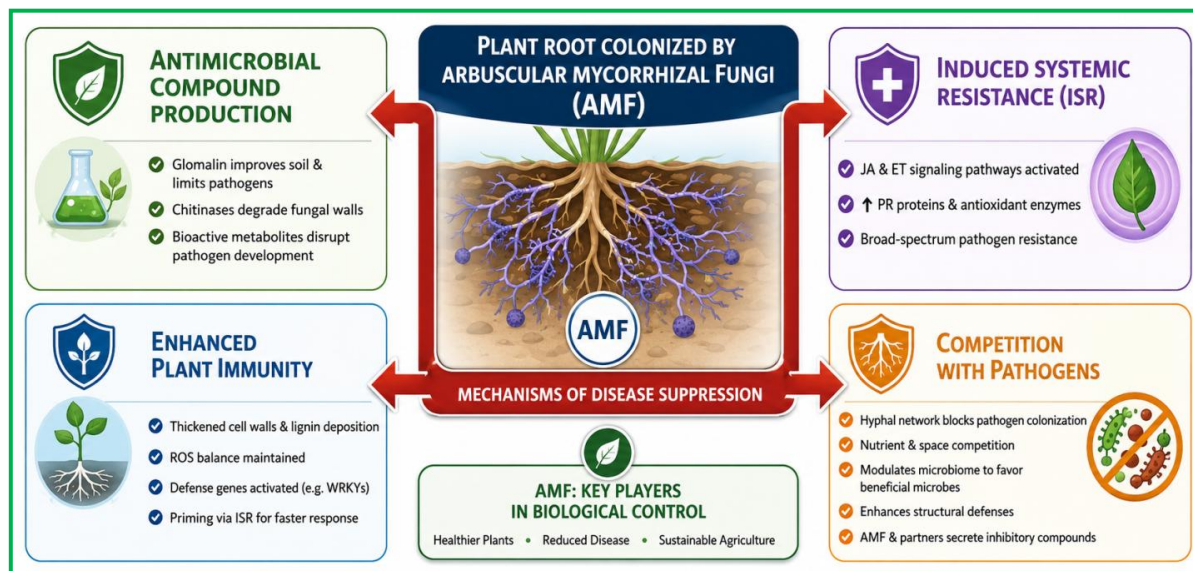 ANTIMICROBIAL
COMPOUND
PRODUCTION
Glomalin improves soil &
limits pathogens
Chitinases degrade fungal walls
Bioactive metabolites disrupt
pathogen development
PLANT ROOT COLONIZED BY
ARBUSCULAR MYCORRHIZAL FUNGI
(AMF)
AMF
MECHANISMS OF DISEASE SUPPRESSION
INDUCED SYSTEMIC
RESISTANCE (ISR)
JA & ET signaling pathways activated
↑ PR proteins & antioxidant enzymes
Broad-spectrum pathogen resistance
ENHANCED
PLANT IMMUNITY
Thickened cell walls & lignin deposition
ROS balance maintained
Defense genes activated (e.g. WRKYs)
Priming via ISR for faster response
AMF: KEY PLAYERS
IN BIOLOGICAL CONTROL
Healthier Plants • Reduced Disease • Sustainable Agriculture
COMPETITION
WITH PATHOGENS
Hyphal network blocks pathogen colonization
Nutrient & space competition
Modulates microbiome to favor
beneficial microbes
Enhances structural defenses
AMF & partners secrete inhibitory compounds